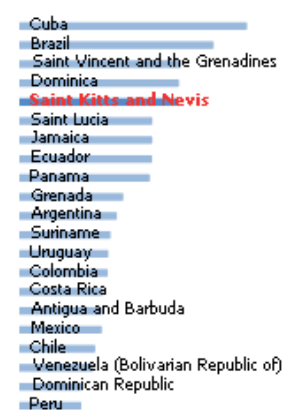 Cuba
Brazil
Saint Vincent and the Grenadines
Dominica
Saint Kitts and Nevis
Saint Lucia
Jamaica
Ecuador
Panama
Grenada
Argentina
Suriname
Uruguay
Colombia
Costa Rica
Antigua and Barbuda
Mexico
Chile
Venezuela (Bolivarian Republic of)
Dominican Republic
Peru